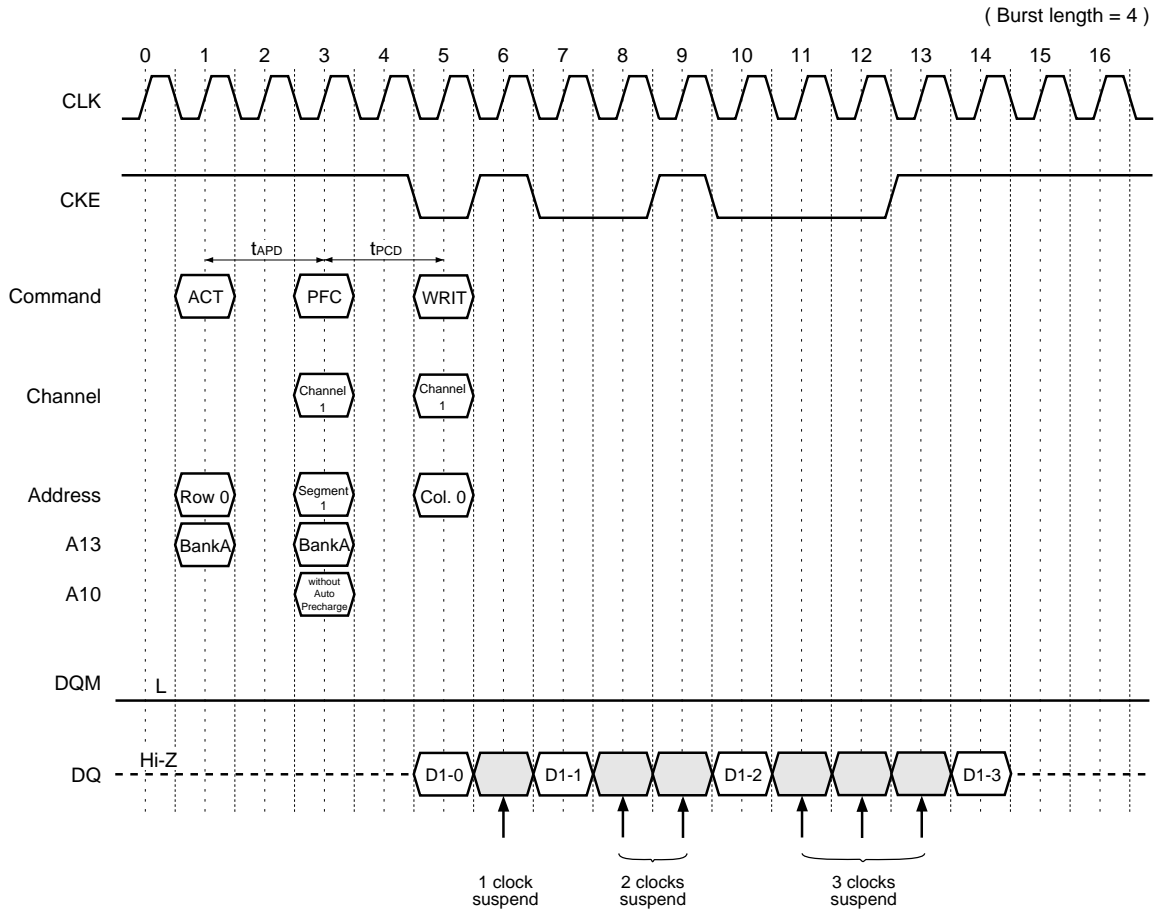 ( Burst length = 4 )
0 1 2 3 4 5 6 7 8 9 10 11 12 13 14 15 16
CLK
CKE
tAPD tPCD
Command ACT PFC WRIT
Channel Channel 1 Channel 1
Address Row 0 Segment 1 Col. 0
A13 BankA BankA
A10 without Auto Precharge
DQM L
Hi-Z
DQ D1-0 D1-1 D1-2 D1-3
1 clock suspend
2 clocks suspend
3 clocks suspend